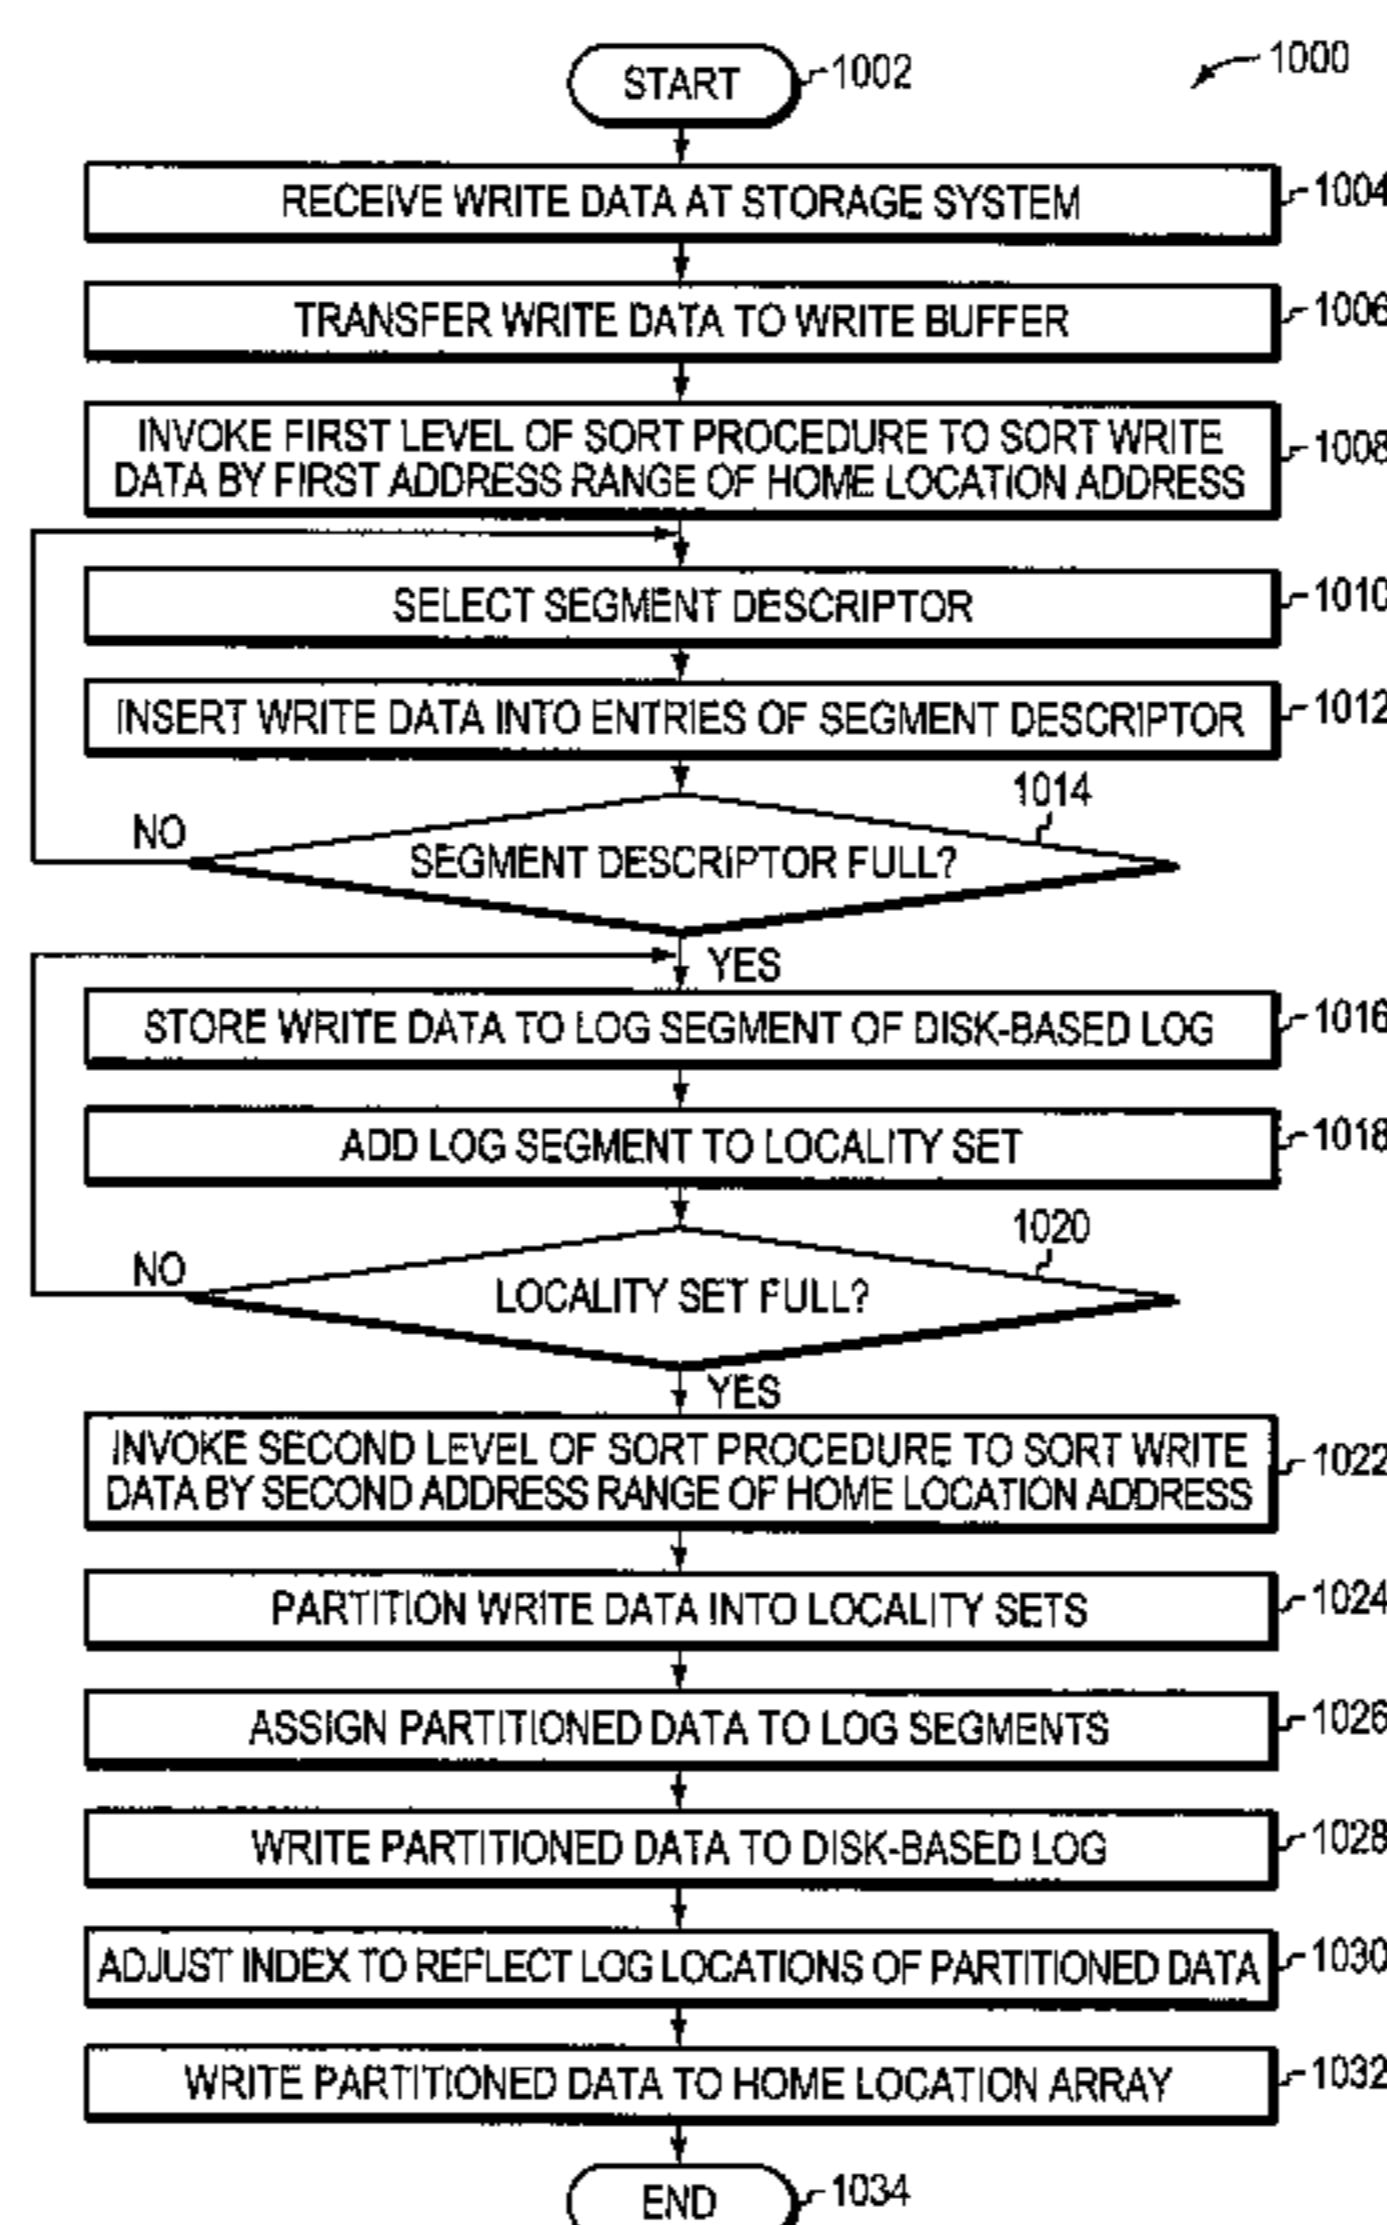 START
1002
1000
RECEIVE WRITE DATA AT STORAGE SYSTEM
1004
TRANSFER WRITE DATA TO WRITE BUFFER
1006
INVOKE FIRST LEVEL OF SORT PROCEDURE TO SORT WRITE
DATA BY FIRST ADDRESS RANGE OF HOME LOCATION ADDRESS
1008
SELECT SEGMENT DESCRIPTOR
1010
INSERT WRITE DATA INTO ENTRIES OF SEGMENT DESCRIPTOR
1012
1014
NO
SEGMENT DESCRIPTOR FULL?
YES
STORE WRITE DATA TO LOG SEGMENT OF DISK-BASED LOG
1016
ADD LOG SEGMENT TO LOCALITY SET
1018
1020
NO
LOCALITY SET FULL?
YES
INVOKE SECOND LEVEL OF SORT PROCEDURE TO SORT WRITE
DATA BY SECOND ADDRESS RANGE OF HOME LOCATION ADDRESS
1022
PARTITION WRITE DATA INTO LOCALITY SETS
1024
ASSIGN PARTITIONED DATA TO LOG SEGMENTS
1026
WRITE PARTITIONED DATA TO DISK-BASED LOG
1028
ADJUST INDEX TO REFLECT LOG LOCATIONS OF PARTITIONED DATA
1030
WRITE PARTITIONED DATA TO HOME LOCATION ARRAY
1032
END
1034